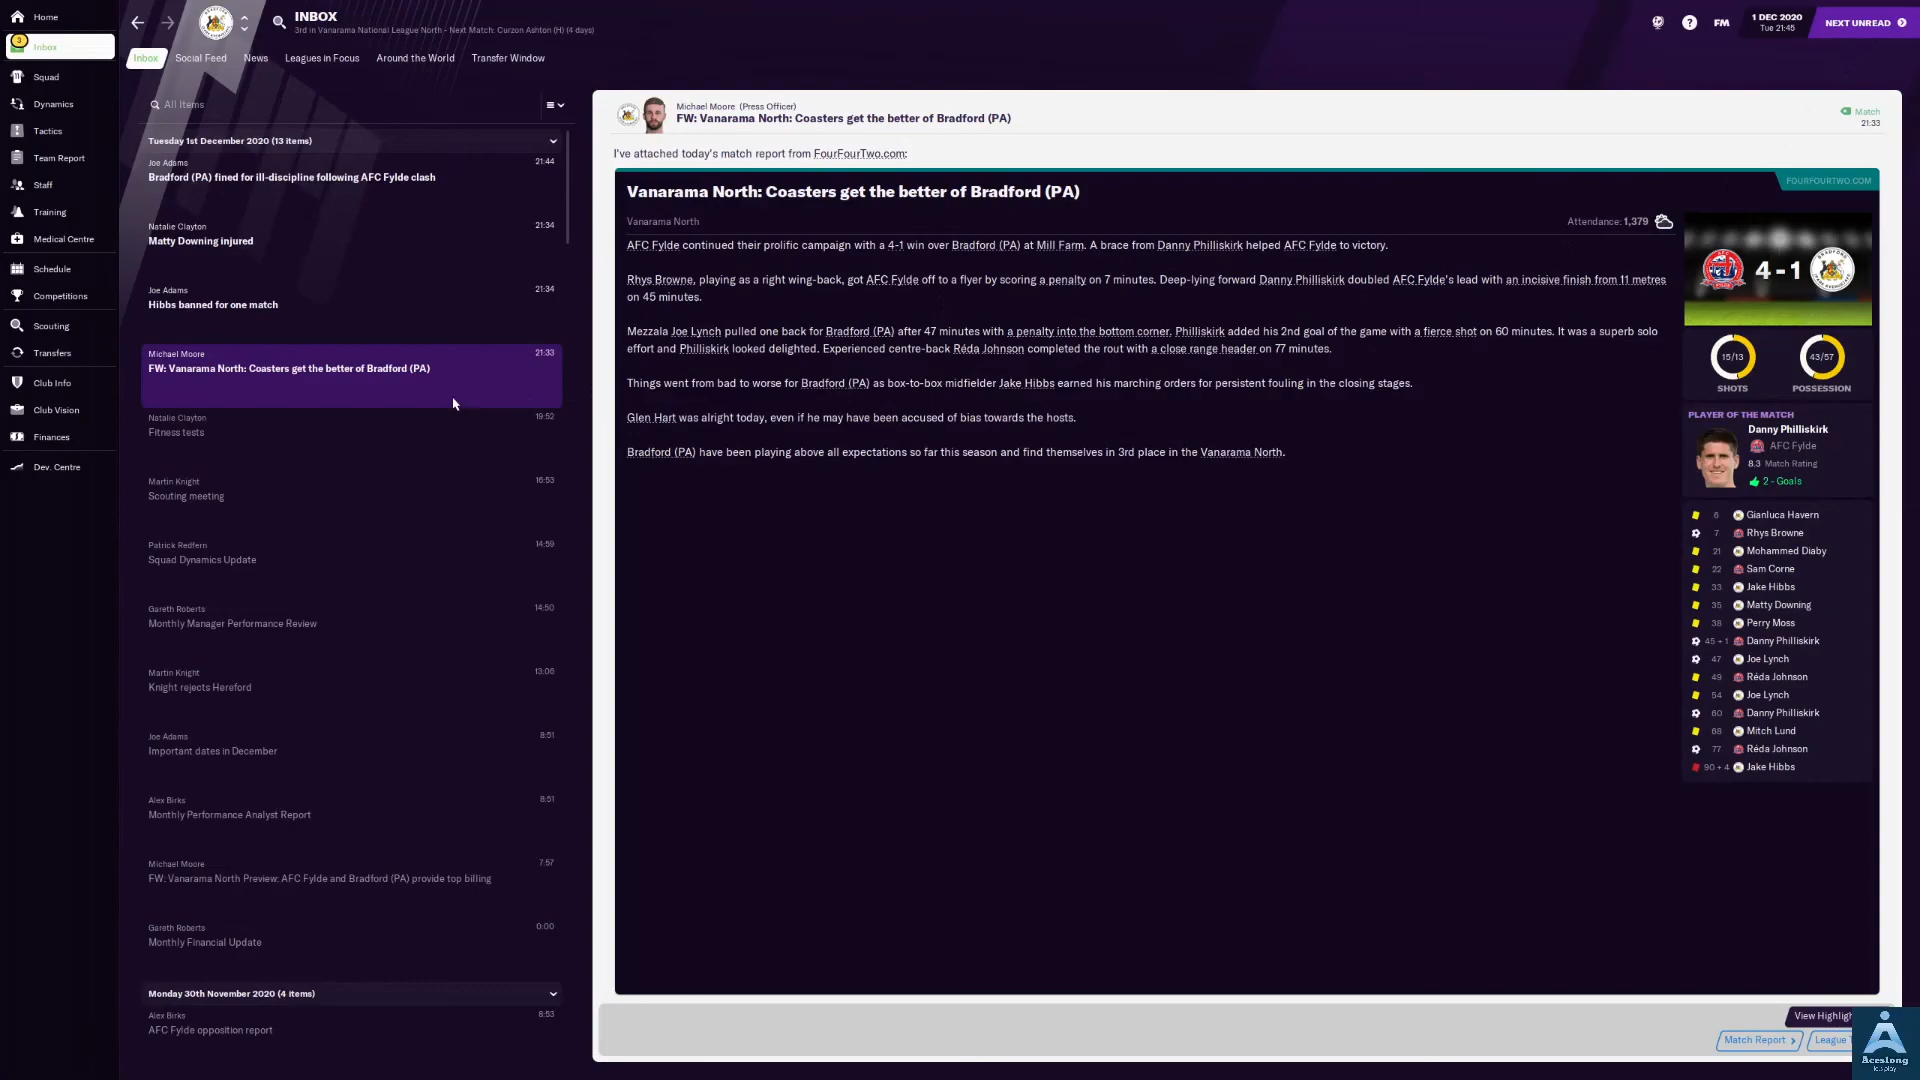 Home
3
Inbox
Squad
Dynamics
Tactics
Team Report
Staff
Training
Medical Centre
Schedule
Competitions
Scouting
Transfers
Club Info
Club Vision
Finances
Dev. Centre
INBOX
3rd in Vanarama National League North - Next Match: Curzon Ashton (H) (4 days)
FM
1 DEC 2020
Tue 21:45
NEXT UNREAD
Inbox
Social Feed
News
Leagues in Focus
Around the World
Transfer Window
All Items
Tuesday 1st December 2020 (13 items)
Joe Adams 21:44
Bradford (PA) fined for ill-discipline following AFC Fylde clash
Natalie Clayton 21:34
Matty Downing injured
Joe Adams 21:34
Hibbs banned for one match
Michael Moore 21:33
FW: Vanarama North: Coasters get the better of Bradford (PA)
Natalie Clayton 19:52
Fitness tests
Martin Knight 16:53
Scouting meeting
Patrick Redfern 14:59
Squad Dynamics Update
Gareth Roberts 14:50
Monthly Manager Performance Review
Martin Knight 13:06
Knight rejects Hereford
Joe Adams 8:51
Important dates in December
Alex Birks 8:51
Monthly Performance Analyst Report
Michael Moore 7:57
FW: Vanarama North Preview: AFC Fylde and Bradford (PA) provide top billing
Gareth Roberts 0:00
Monthly Financial Update
Monday 30th November 2020 (4 items)
Alex Birks 8:53
AFC Fylde opposition report
Michael Moore (Press Officer)
FW: Vanarama North: Coasters get the better of Bradford (PA)
Match
21:33
I've attached today's match report from FourFourTwo.com:
FOURFOURTWO.COM
Vanarama North: Coasters get the better of Bradford (PA)
Vanarama North
Attendance: 1,379
AFC Fylde continued their prolific campaign with a 4-1 win over Bradford (PA) at Mill Farm. A brace from Danny Philliskirk helped AFC Fylde to victory.
Rhys Browne, playing as a right wing-back, got AFC Fylde off to a flyer by scoring a penalty on 7 minutes. Deep-lying forward Danny Philliskirk doubled AFC Fylde's lead with an incisive finish from 11 metres
on 45 minutes.
Mezzala Joe Lynch pulled one back for Bradford (PA) after 47 minutes with a penalty into the bottom corner. Philliskirk added his 2nd goal of the game with a fierce shot on 60 minutes. It was a superb solo
effort and Philliskirk looked delighted. Experienced centre-back Réda Johnson completed the rout with a close range header on 77 minutes.
Things went from bad to worse for Bradford (PA) as box-to-box midfielder Jake Hibbs earned his marching orders for persistent fouling in the closing stages.
Glen Hart was alright today, even if he may have been accused of bias towards the hosts.
Bradford (PA) have been playing above all expectations so far this season and find themselves in 3rd place in the Vanarama North.
4 - 1
15/13
43/57
SHOTS
POSSESSION
PLAYER OF THE MATCH
Danny Philliskirk
AFC Fylde
8.3 Match Rating
2 - Goals
6 Gianluca Havern
7 Rhys Browne
21 Mohammed Diaby
22 Sam Corne
33 Jake Hibbs
35 Matty Downing
38 Perry Moss
45 + 1 Danny Philliskirk
47 Joe Lynch
49 Réda Johnson
54 Joe Lynch
60 Danny Philliskirk
68 Mitch Lund
77 Réda Johnson
90 + 4 Jake Hibbs
View Highlig
Match Report
League
Aceslong
let'splay